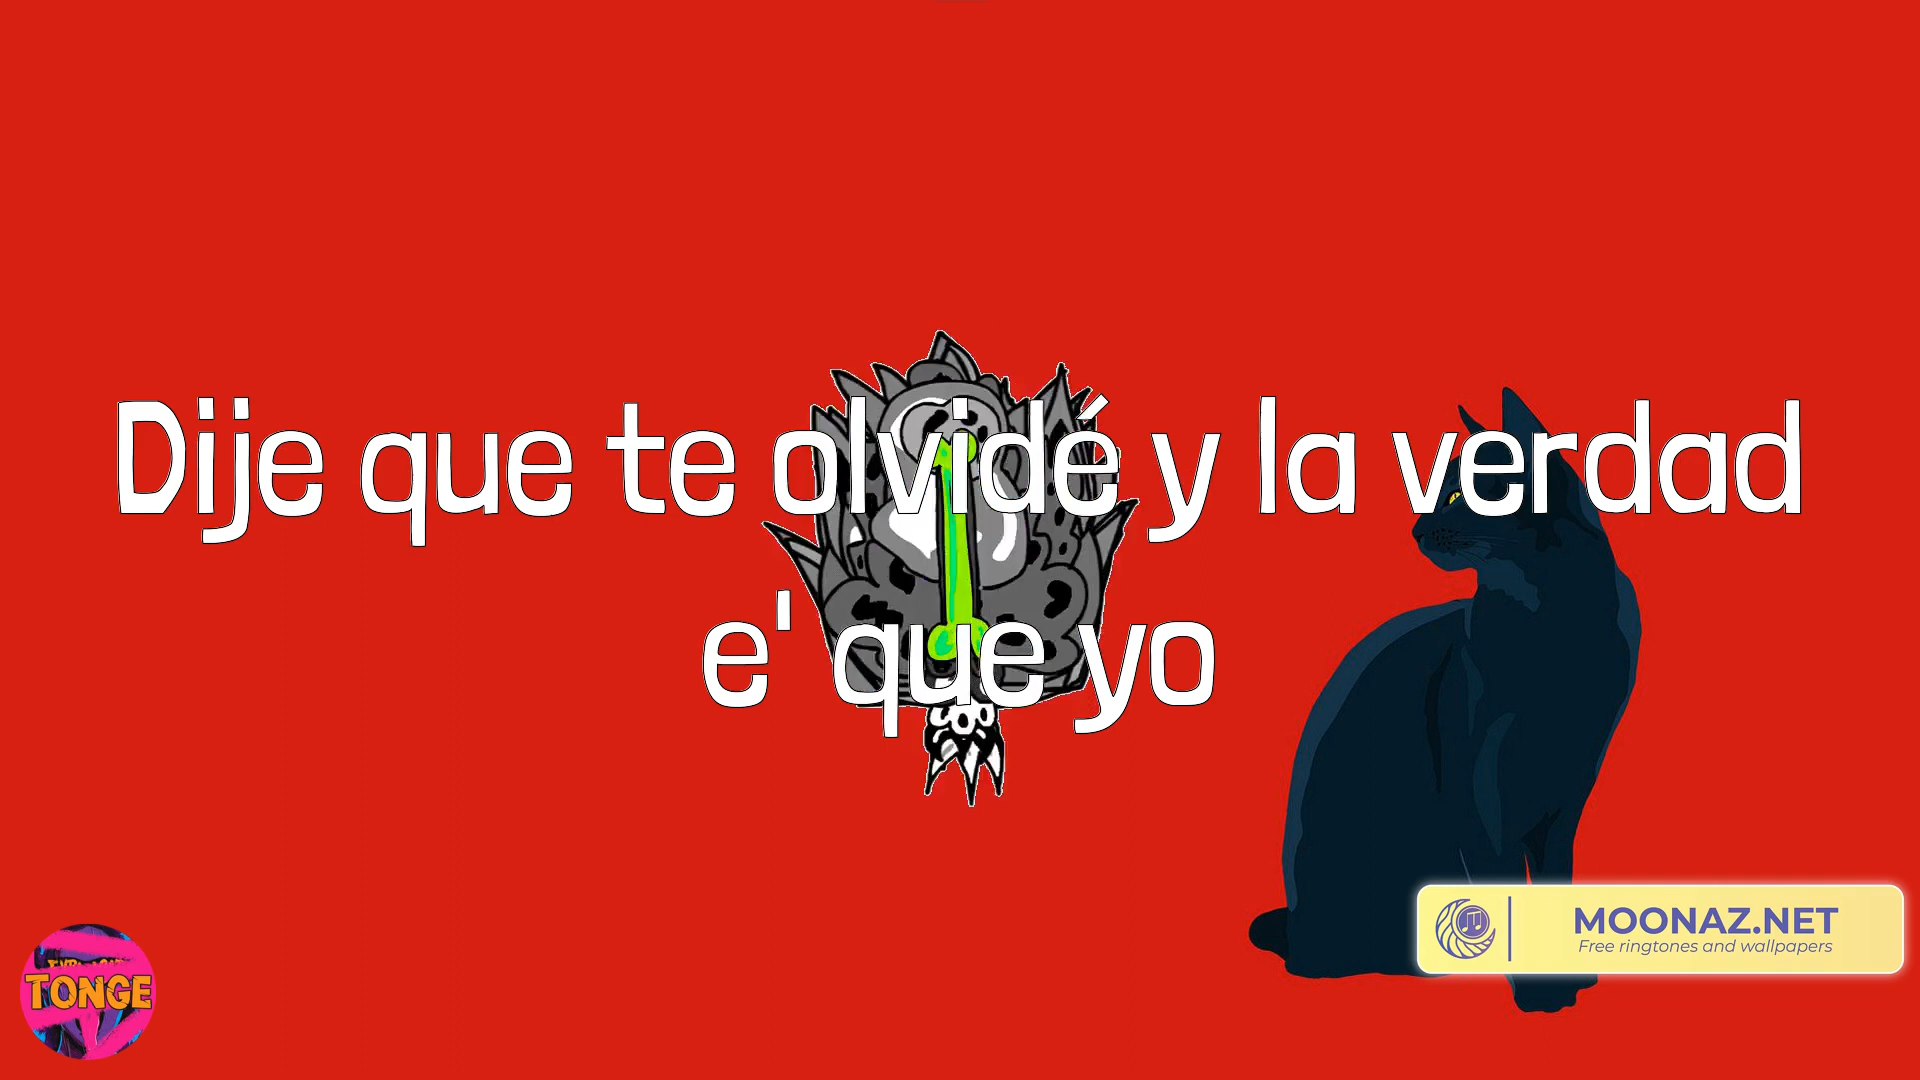 Dije que te olvidé y la verdad
e' que yo
MOONAZ.NET
Free ringtones and wallpapers
TONGE